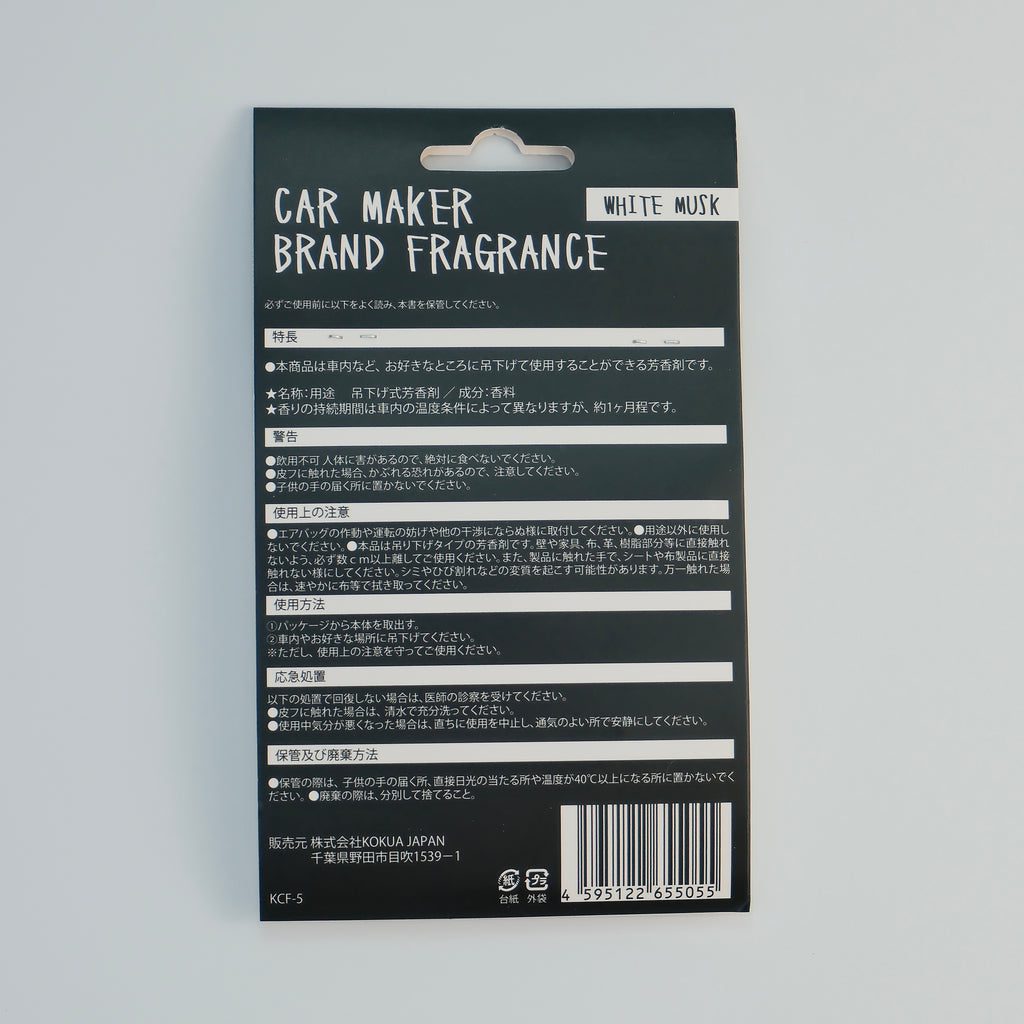 CAR MAKER
BRAND FRAGRANCE
WHITE MUSK
必ずご使用前に以下をよく読み、本書を保管してください。
特長
●本商品は車内など、お好きなところに吊下げて使用することができる芳香剤です。
★名称：用途　吊下げ式芳香剤 ／ 成分：香料
★香りの持続期間は車内の温度条件によって異なりますが、約1ヶ月程です。
警告
●飲用不可 人体に害があるので、絶対に食べないでください。
●皮フに触れた場合、かぶれる恐れがあるので、注意してください。
●子供の手の届く所に置かないでください。
使用上の注意
●エアバッグの作動や運転の妨げや他の干渉にならぬ様に取付してください。●用途以外に使用し
ないでください。●本品は吊り下げタイプの芳香剤です。壁や家具、布、革、樹脂部分等に直接触れ
ないよう、必ず数ｃｍ以上離してご使用ください。また、製品に触れた手で、シートや布製品に直接
触れない様にしてください。シミやひび割れなどの変質を起こす可能性があります。万一触れた場
合は、速やかに布等で拭き取ってください。
使用方法
①パッケージから本体を取出す。
②車内やお好きな場所に吊下げてください。
※ただし、使用上の注意を守ってご使用ください。
応急処置
以下の処置で回復しない場合は、医師の診察を受けてください。
●皮フに触れた場合は、清水で充分洗ってください。
●使用中気分が悪くなった場合は、直ちに使用を中止し、通気のよい所で安静にしてください。
保管及び廃棄方法
●保管の際は、子供の手の届く所、直接日光の当たる所や温度が40℃以上になる所に置かないでく
ださい。●廃棄の際は、分別して捨てること。
販売元 株式会社KOKUA JAPAN
千葉県野田市目吹1539－1
KCF-5
紙 プラ
台紙 外袋
4 595122 655055